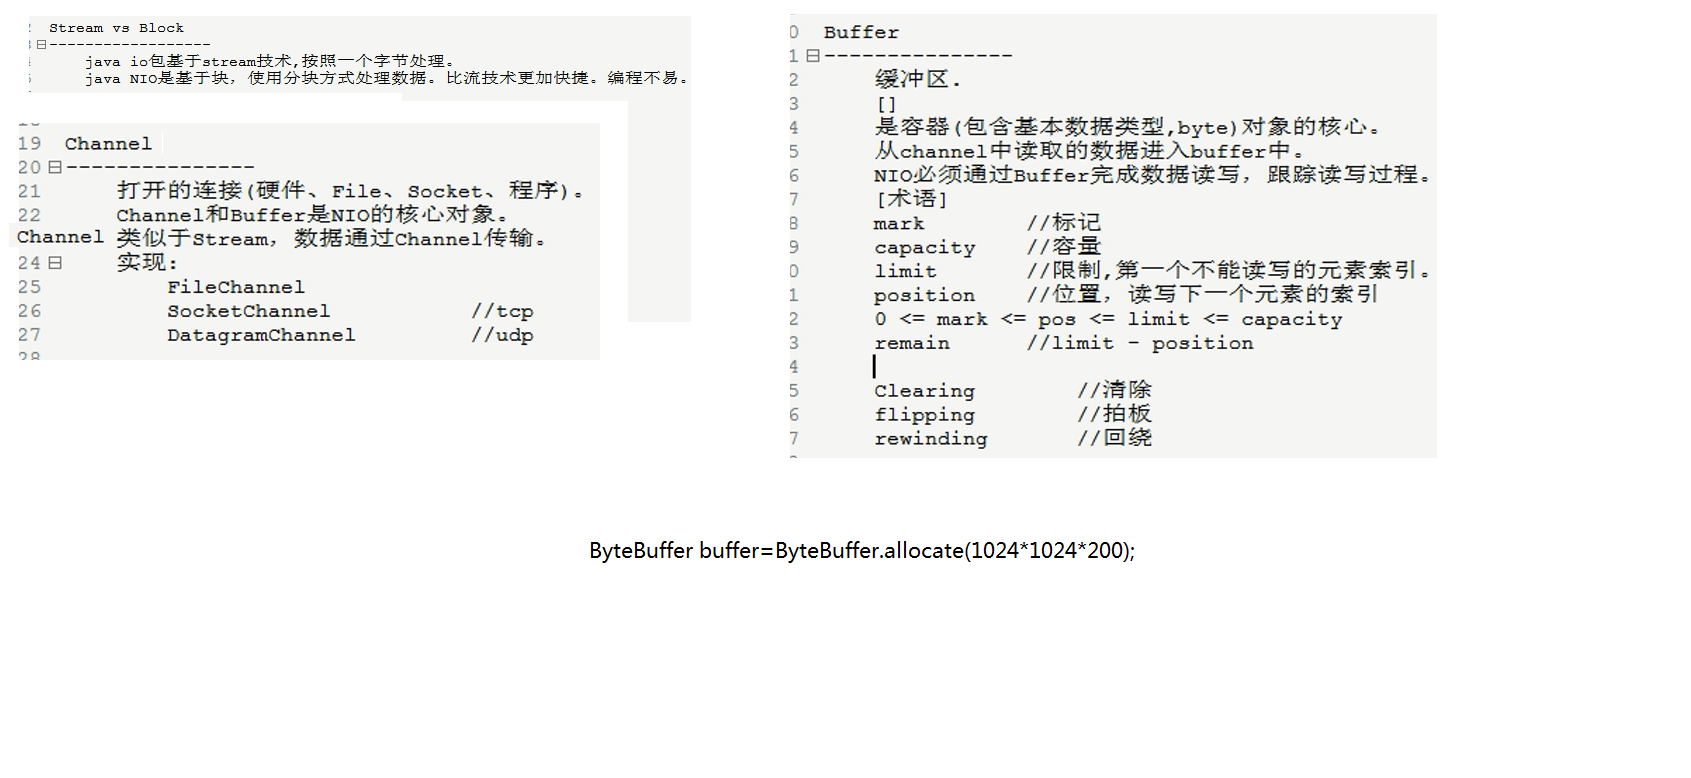 Stream vs Block
------------------
java io包基于stream技术,按照一个字节处理。
java NIO是基于块，使用分块方式处理数据。比流技术更加快捷。编程不易。
19 Channel
20 ---------------
21 打开的连接(硬件、File、Socket、程序)。
22 Channel和Buffer是NIO的核心对象。
Channel 类似于Stream，数据通过Channel传输。
24 实现:
25 FileChannel
26 SocketChannel //tcp
27 DatagramChannel //udp
28
0 Buffer
1 ---------------
2 缓冲区.
3 []
4 是容器(包含基本数据类型,byte)对象的核心。
5 从channel中读取的数据进入buffer中。
6 NIO必须通过Buffer完成数据读写，跟踪读写过程。
7 [术语]
8 mark //标记
9 capacity //容量
0 limit //限制,第一个不能读写的元素索引。
1 position //位置，读写下一个元素的索引
2 0 <= mark <= pos <= limit <= capacity
3 remain //limit - position
4
5 Clearing //清除
6 flipping //拍板
7 rewinding //回绕
ByteBuffer buffer=ByteBuffer.allocate(1024*1024*200);